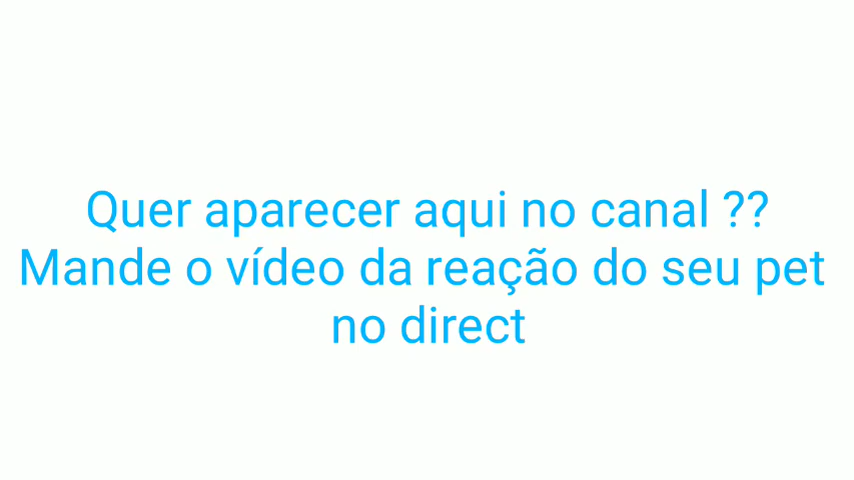 Quer aparecer aqui no canal ??
Mande o vídeo da reação do seu pet
no direct